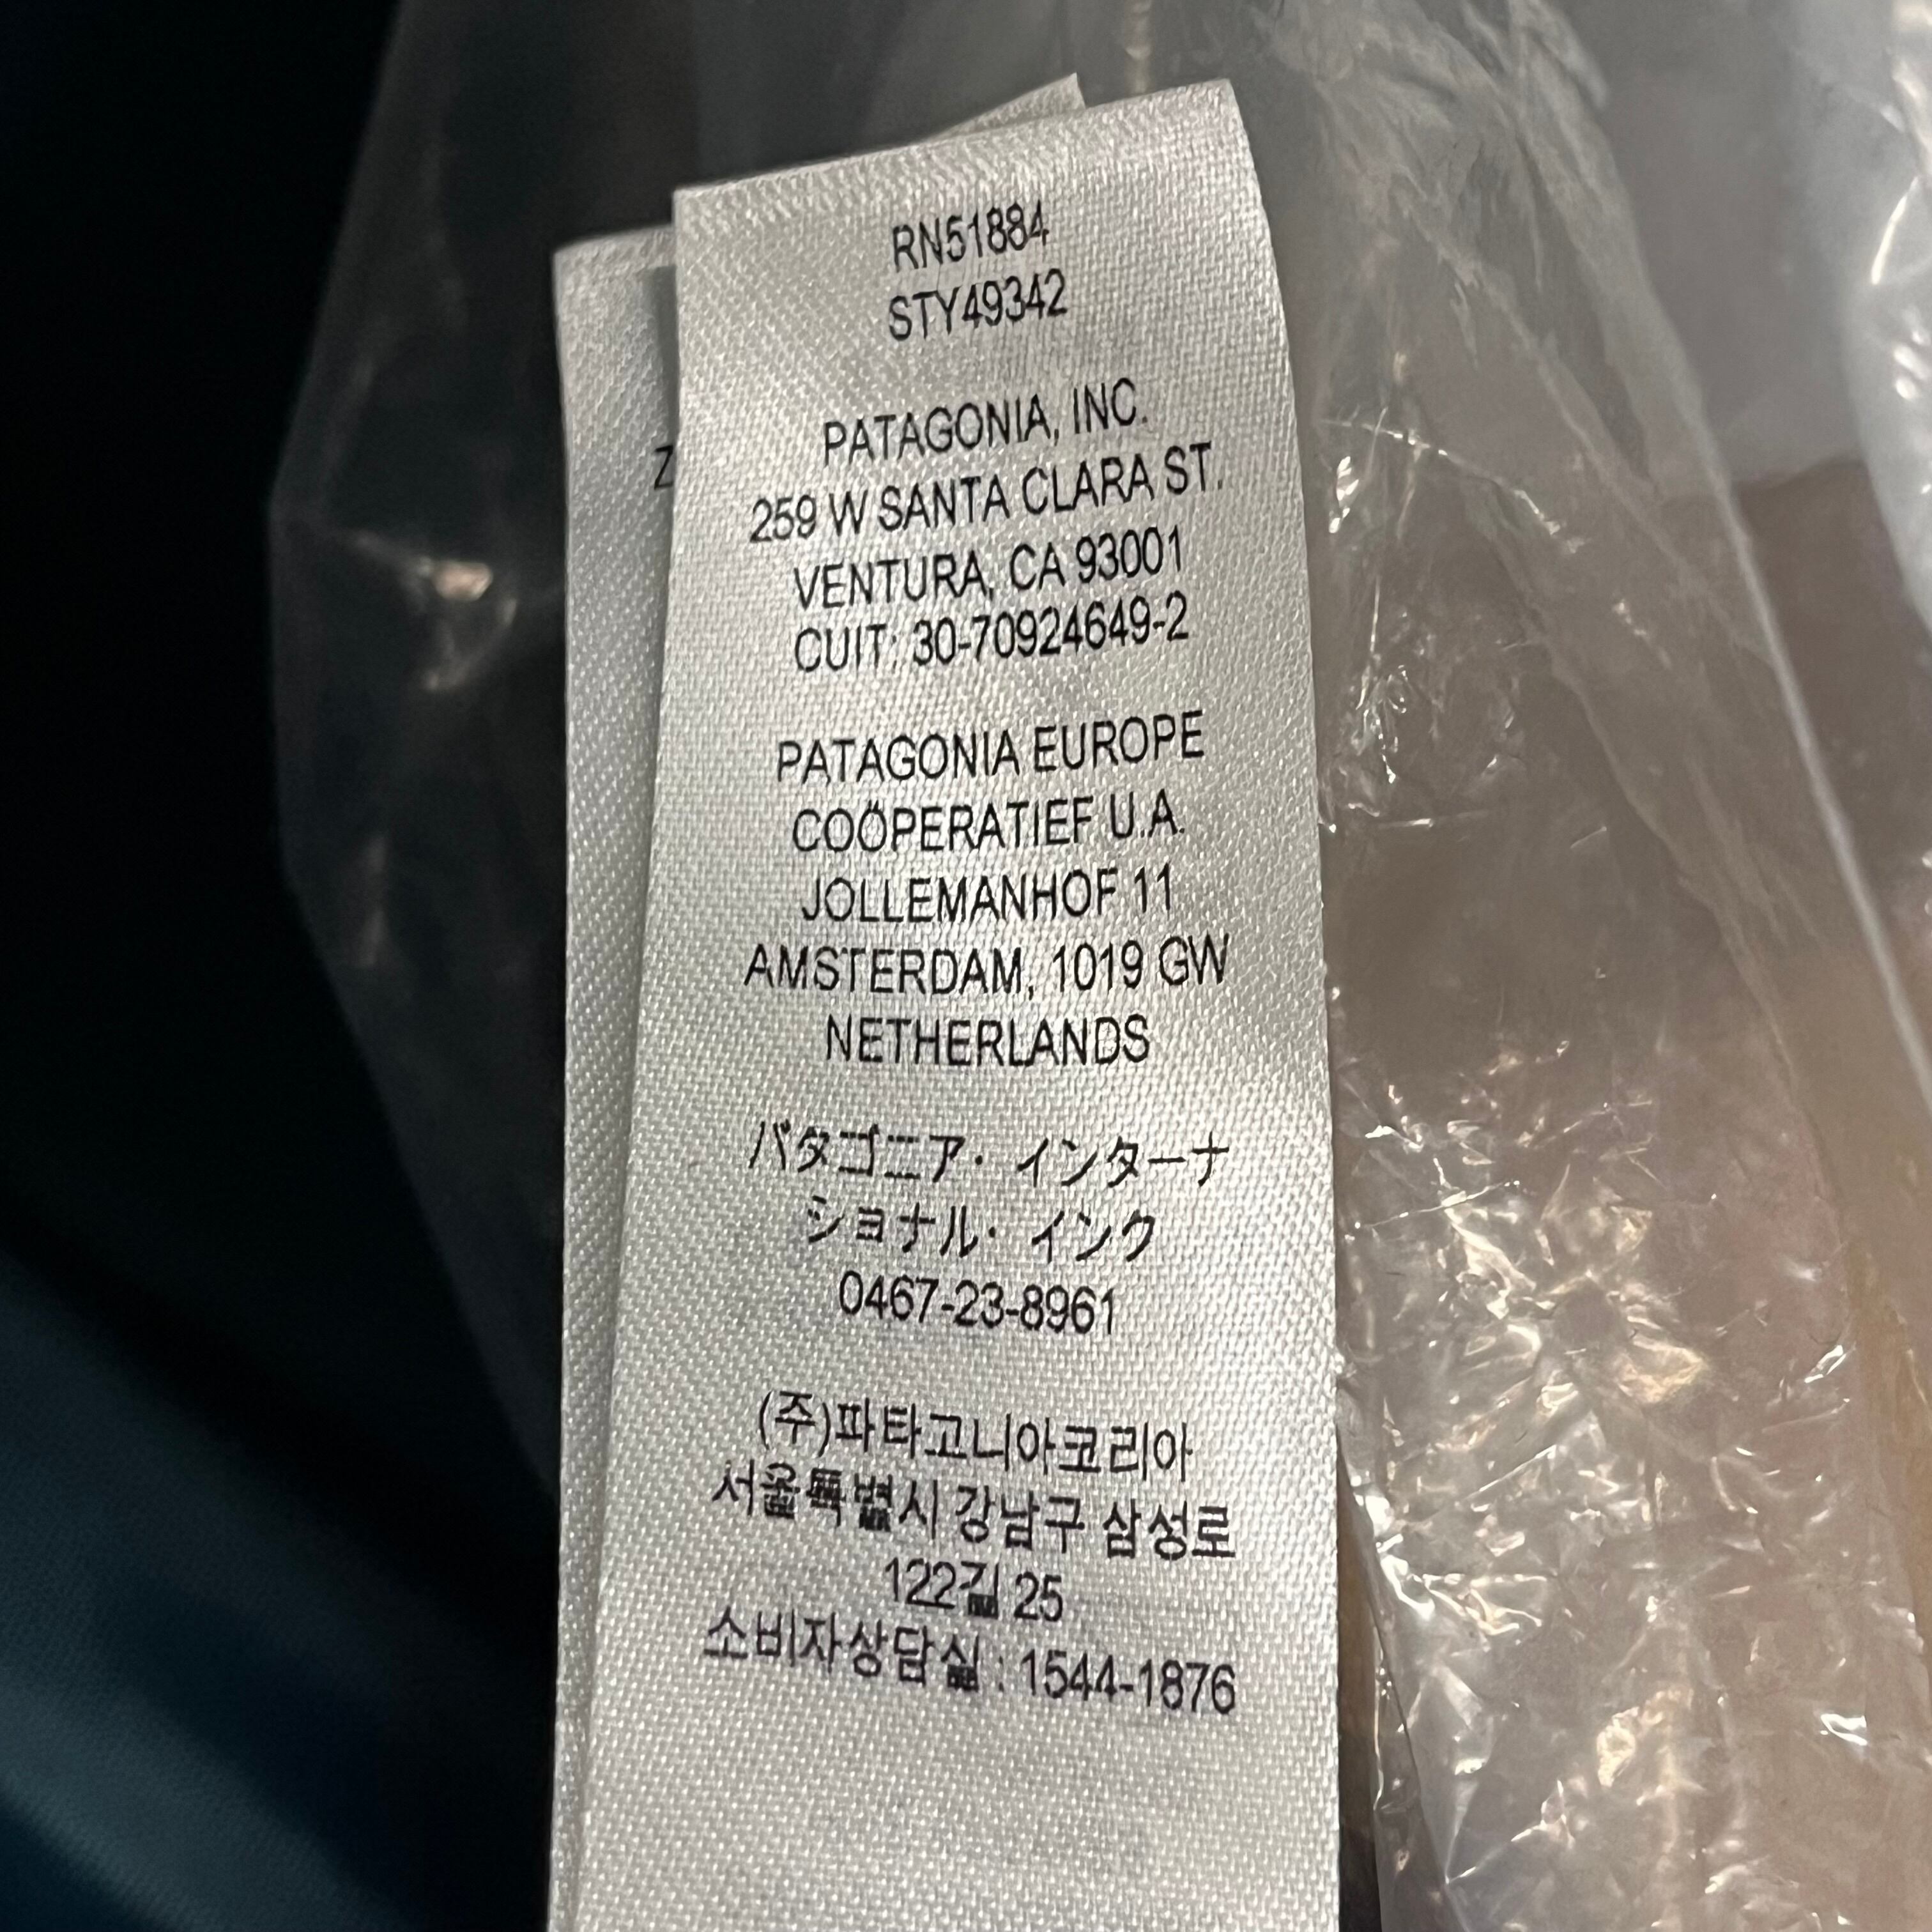 RN51884
STY49342
PATAGONIA, INC.
259 W SANTA CLARA ST.
VENTURA, CA 93001
CUIT: 30-70924649-2
PATAGONIA EUROPE
COÖPERATIEF U.A.
JOLLEMANHOF 11
AMSTERDAM, 1019 GW
NETHERLANDS
パタゴニア・インターナ
ショナル・インク
0467-23-8961
(주)파타고니아코리아
서울특별시 강남구 삼성로
122길 25
소비자상담실 : 1544-1876
Z